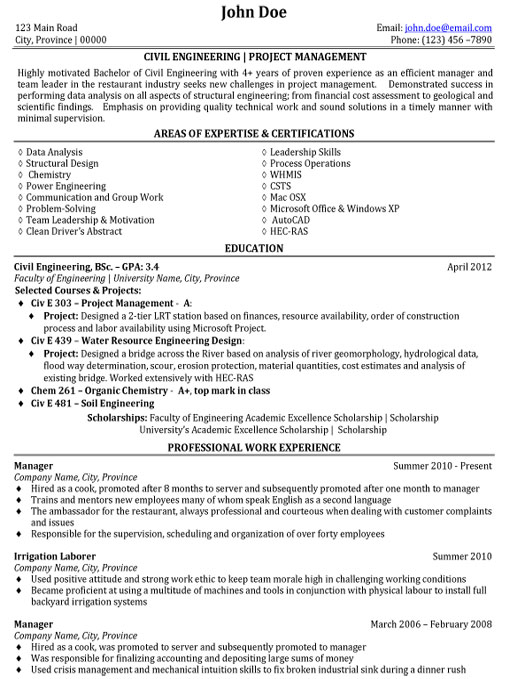 John Doe
123 Main Road Email: john.doe@email.com
City, Province | 00000 Phone: (123) 456 –7890
CIVIL ENGINEERING | PROJECT MANAGEMENT
Highly motivated Bachelor of Civil Engineering with 4+ years of proven experience as an efficient manager and
team leader in the restaurant industry seeks new challenges in project management. Demonstrated success in
performing data analysis on all aspects of structural engineering; from financial cost assessment to geological and
scientific findings. Emphasis on providing quality technical work and sound solutions in a timely manner with
minimal supervision.
AREAS OF EXPERTISE & CERTIFICATIONS
◊ Data Analysis
◊ Structural Design
◊ Chemistry
◊ Power Engineering
◊ Communication and Group Work
◊ Problem-Solving
◊ Team Leadership & Motivation
◊ Clean Driver's Abstract
◊ Leadership Skills
◊ Process Operations
◊ WHMIS
◊ CSTS
◊ Mac OSX
◊ Microsoft Office & Windows XP
◊ AutoCAD
◊ HEC-RAS
EDUCATION
Civil Engineering, BSc. – GPA: 3.4 April 2012
Faculty of Engineering | University Name, City, Province
Selected Courses & Projects:
♦ Civ E 303 – Project Management - A:
♦ Project: Designed a 2-tier LRT station based on finances, resource availability, order of construction
process and labor availability using Microsoft Project.
♦ Civ E 439 – Water Resource Engineering Design:
♦ Project: Designed a bridge across the River based on analysis of river geomorphology, hydrological data,
flood way determination, scour, erosion protection, material quantities, cost estimates and analysis of
existing bridge. Worked extensively with HEC-RAS
♦ Chem 261 – Organic Chemistry - A+, top mark in class
♦ Civ E 481 – Soil Engineering
Scholarships: Faculty of Engineering Academic Excellence Scholarship | Scholarship
University's Academic Excellence Scholarship | Scholarship
PROFESSIONAL WORK EXPERIENCE
Manager Summer 2010 - Present
Company Name, City, Province
♦ Hired as a cook, promoted after 8 months to server and subsequently promoted after one month to manager
♦ Trains and mentors new employees many of whom speak English as a second language
♦ The ambassador for the restaurant, always professional and courteous when dealing with customer complaints
and issues
♦ Responsible for the supervision, scheduling and organization of over forty employees
Irrigation Laborer Summer 2010
Company Name, City, Province
♦ Used positive attitude and strong work ethic to keep team morale high in challenging working conditions
♦ Became proficient at using a multitude of machines and tools in conjunction with physical labour to install full
backyard irrigation systems
Manager March 2006 – February 2008
Company Name, City, Province
♦ Hired as a cook, was promoted to server and subsequently promoted to manager
♦ Was responsible for finalizing accounting and depositing large sums of money
♦ Used crisis management and mechanical intuition skills to fix broken industrial sink during a dinner rush